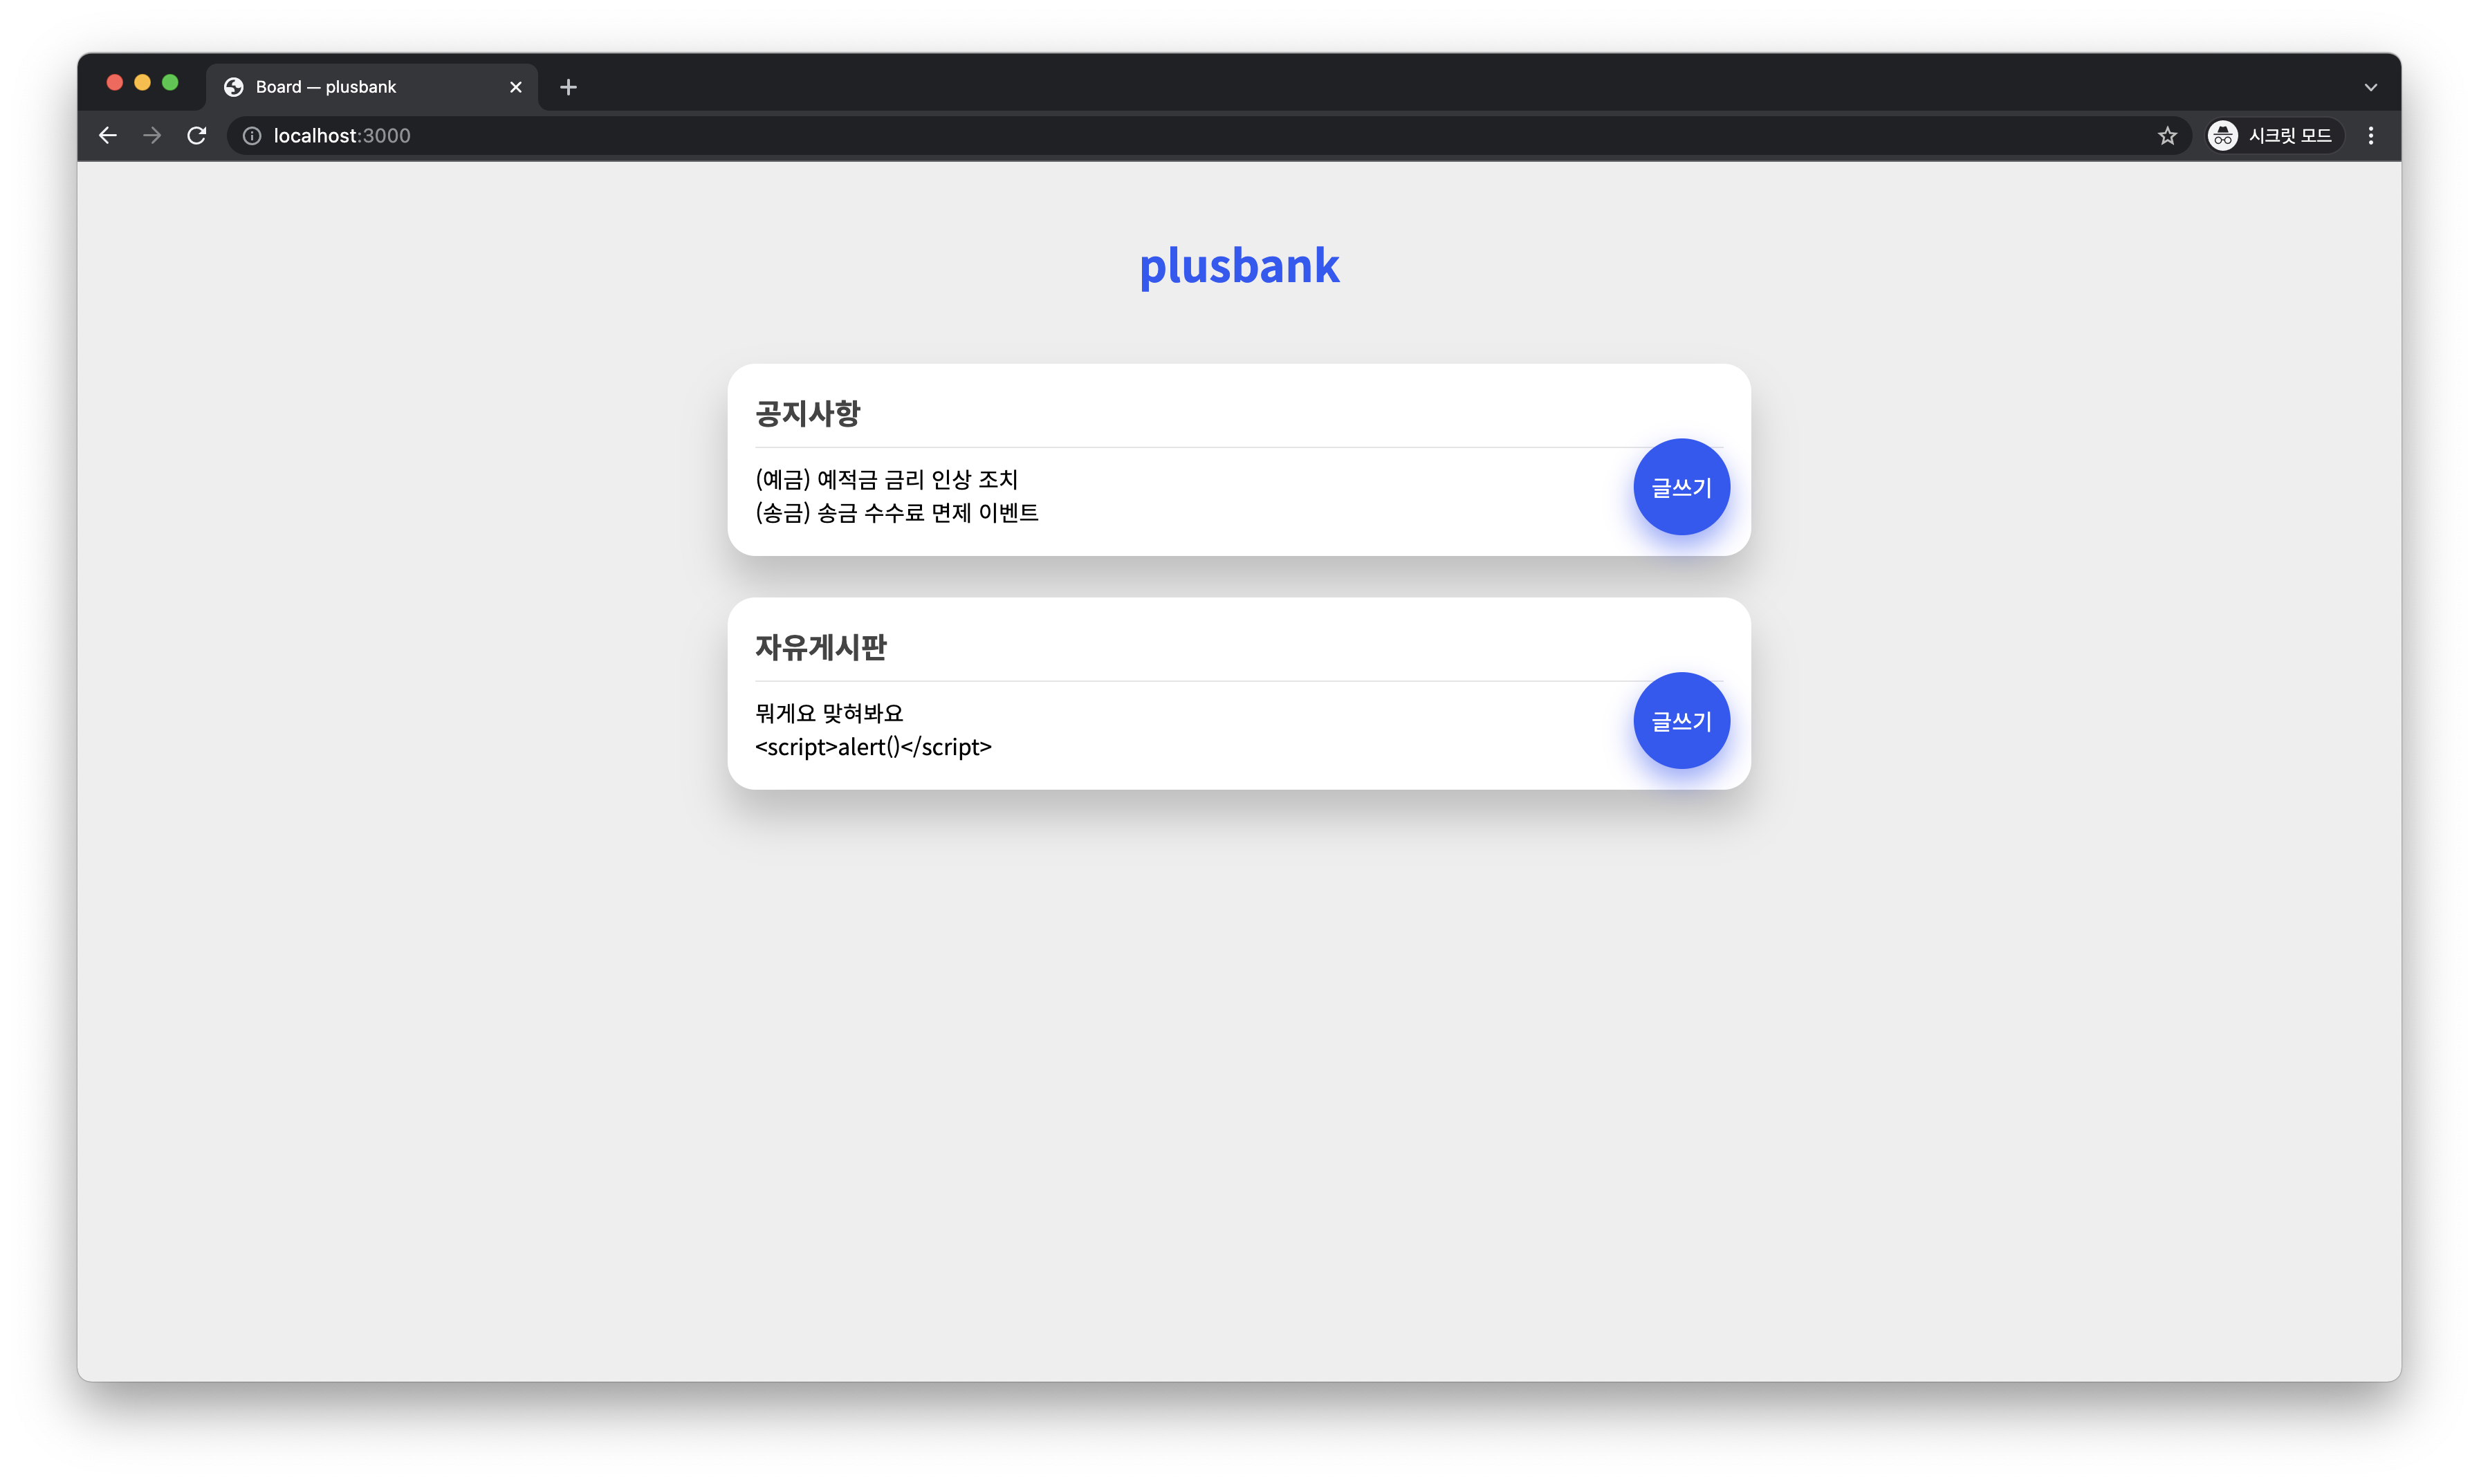 Board — plusbank
localhost:3000
시크릿 모드
plusbank
공지사항
(예금) 예적금 금리 인상 조치
(송금) 송금 수수료 면제 이벤트
글쓰기
자유게시판
뭐게요 맞혀봐요
<script>alert()</script>
글쓰기